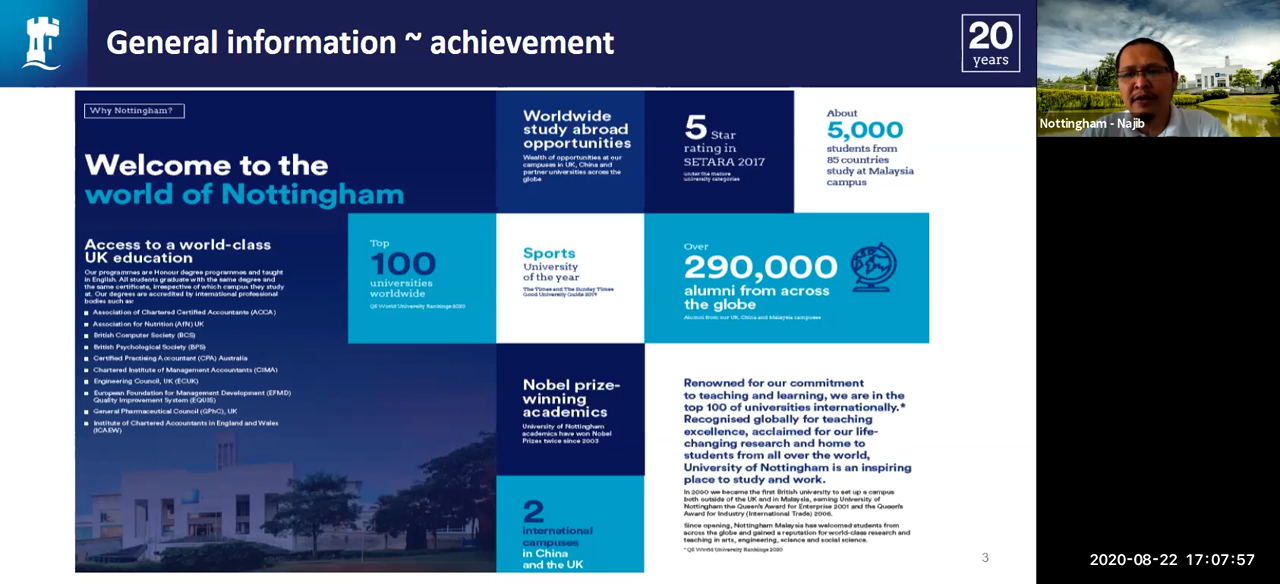 General information ~ achievement
20
years
Nottingham - Najib
Why Nottingham?
Welcome to the
world of Nottingham
Access to a world-class
UK education
Our programmes are Honour degree programmes and taught
in English. All students graduate with the same degree and
the same certificate, irrespective of which campus they study
at. Our degrees are accredited by international professional
bodies such as:
Association of Chartered Certified Accountants (ACCA)
Association for Nutrition (AfN) UK
British Computer Society (BCS)
British Psychological Society (BPS)
Certified Practising Accountant (CPA) Australia
Chartered Institute of Management Accountants (CIMA)
Engineering Council, UK (ECUK)
European Foundation for Management Development (EFMD)
Quality Improvement System (EQUIS)
General Pharmaceutical Council (GPhC), UK
Institute of Chartered Accountants in England and Wales
(ICAEW)
Worldwide
study abroad
opportunities
Wealth of opportunities at our
campuses in UK, China and
partner universities across the
globe
5 Star
rating in
SETARA 2017
under the mature
university categories
About
5,000
students from
85 countries
study at Malaysia
campus
Top
100
universities
worldwide
QS World University Rankings 2020
Sports
University
of the year
The Times and The Sunday Times
Good University Guide 2019
Over
290,000
alumni from across
the globe
Alumni from our UK, China and Malaysia campuses
Nobel prize-
winning
academics
University of Nottingham
academics have won Nobel
Prizes twice since 2003
2
international
campuses
in China
and the UK
Renowned for our commitment
to teaching and learning, we are in the
top 100 of universities internationally.*
Recognised globally for teaching
excellence, acclaimed for our life-
changing research and home to
students from all over the world,
University of Nottingham is an inspiring
place to study and work.
In 2000 we became the first British university to set up a campus
both outside of the UK and in Malaysia, earning University of
Nottingham the Queen's Award for Enterprise 2001 and the Queen's
Award for Industry (International Trade) 2006.
Since opening, Nottingham Malaysia has welcomed students from
across the globe and gained a reputation for world-class research and
teaching in arts, engineering, science and social science.
* QS World University Rankings 2020
3
2020-08-22 17:07:57